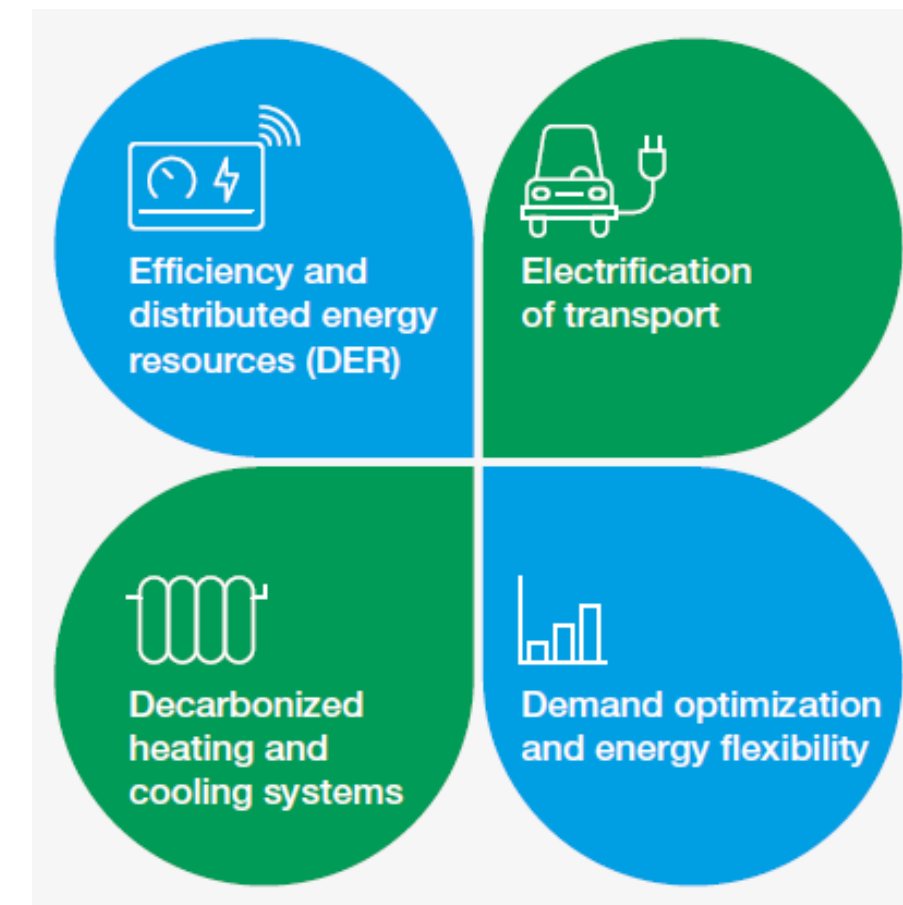 Efficiency and
distributed energy
resources (DER)
Electrification
of transport
Decarbonized
heating and
cooling systems
Demand optimization
and energy flexibility